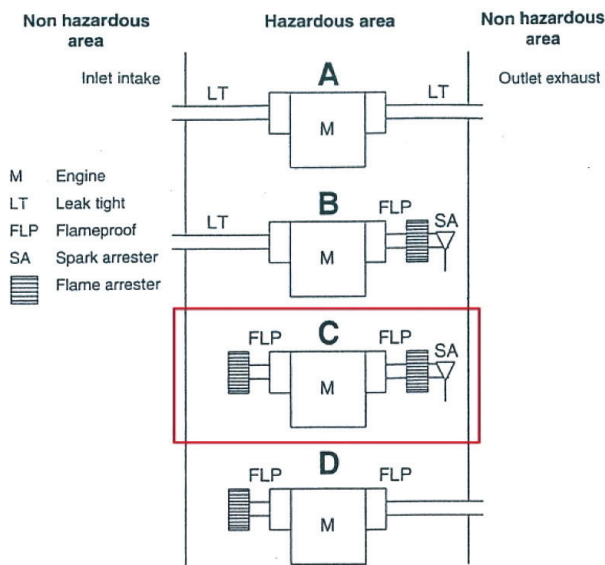 Non hazardous
area
Hazardous area
Non hazardous
area
Inlet intake
Outlet exhaust
A
LT
LT
M
M Engine
LT Leak tight
FLP Flameproof
SA Spark arrester
Flame arrester
B
LT
FLP
SA
M
C
FLP
FLP
SA
M
D
FLP
FLP
M